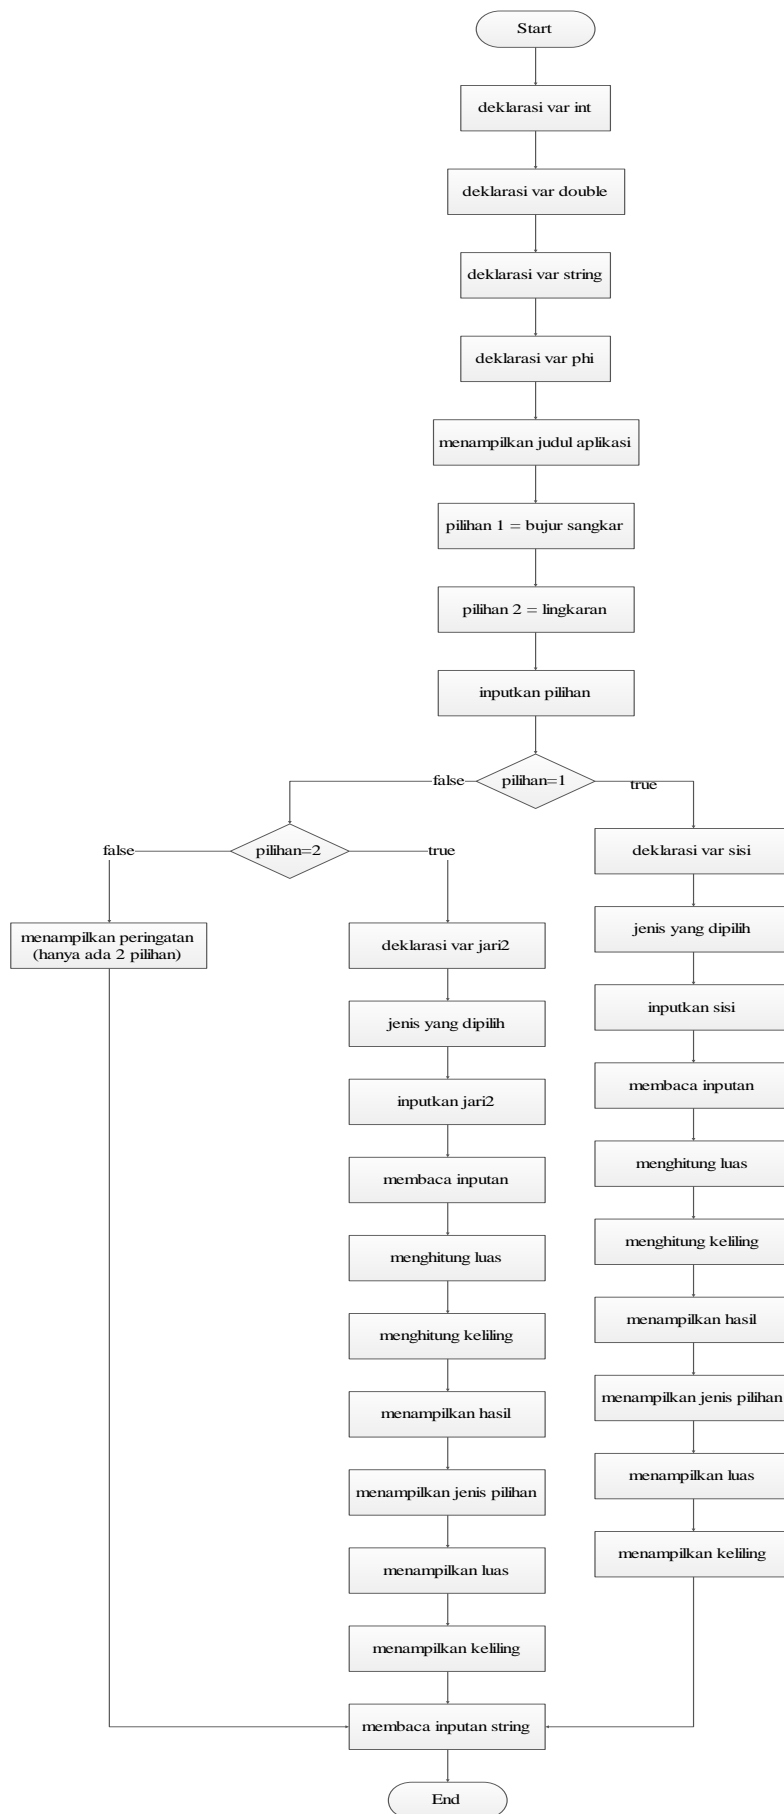 Start
deklarasi var int
deklarasi var double
deklarasi var string
deklarasi var phi
menampilkan judul aplikasi
pilihan 1 = bujur sangkar
pilihan 2 = lingkaran
inputkan pilihan
pilihan=1
false
true
pilihan=2
false
true
menampilkan peringatan
(hanya ada 2 pilihan)
deklarasi var jari2
jenis yang dipilih
inputkan jari2
membaca inputan
menghitung luas
menghitung keliling
menampilkan hasil
menampilkan jenis pilihan
menampilkan luas
menampilkan keliling
deklarasi var sisi
jenis yang dipilih
inputkan sisi
membaca inputan
menghitung luas
menghitung keliling
menampilkan hasil
menampilkan jenis pilihan
menampilkan luas
menampilkan keliling
membaca inputan string
End